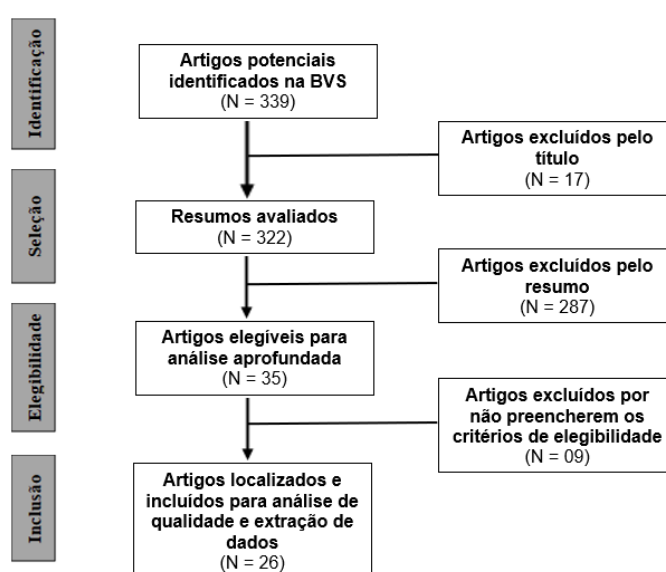 Identificação
Artigos potenciais
identificados na BVS
(N = 339)
Artigos excluídos pelo
título
(N = 17)
Seleção
Resumos avaliados
(N = 322)
Artigos excluídos pelo
resumo
(N = 287)
Elegibilidade
Artigos elegíveis para
análise aprofundada
(N = 35)
Artigos excluídos por
não preencherem os
critérios de elegibilidade
(N = 09)
Inclusão
Artigos localizados e
incluídos para análise de
qualidade e extração de
dados
(N = 26)